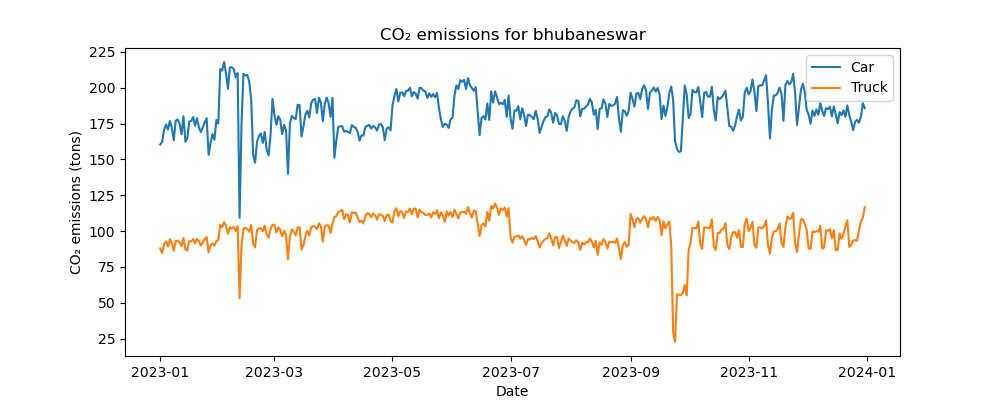 CO₂ emissions for bhubaneswar
Car
Truck
CO₂ emissions (tons)
225
200
175
150
125
100
75
50
25
2023-01 2023-03 2023-05 2023-07 2023-09 2023-11 2024-01
Date